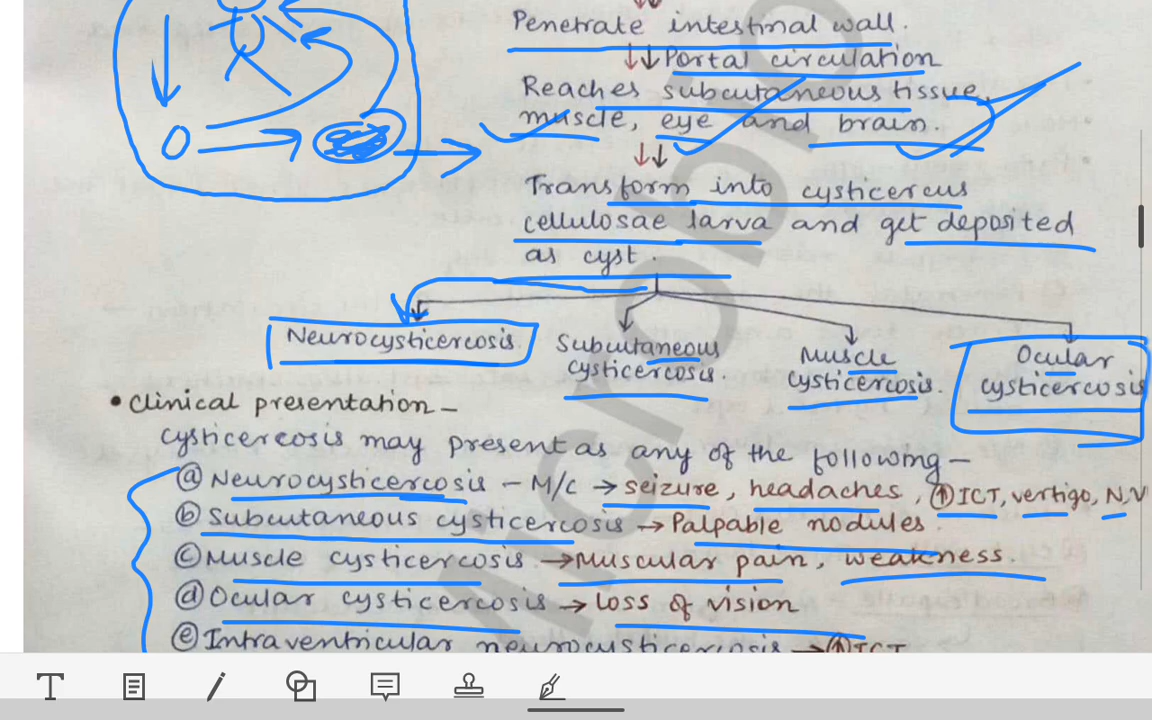 Penetrate intestinal wall.
↓↓ Portal circulation
Reaches subcutaneous tissue,
muscle, eye and brain.
↓↓
Transform into cysticercus
cellulosae larva and get deposited
as cyst.
Neurocysticercosis.
Subcutaneous
cysticercosis.
Muscle
cysticercosis.
Ocular
cysticercosis
• Clinical presentation –
Cysticercosis may present as any of the following –
ⓐ Neurocysticercosis – M/C → seizure, headaches, ↑ICT, vertigo, N,V
ⓑ Subcutaneous cysticercosis → Palpable nodules.
ⓒ Muscle cysticercosis → Muscular pain, weakness.
ⓓ Ocular cysticercosis → Loss of vision
ⓔ Intraventricular neurocysticercosis → ↑ICT